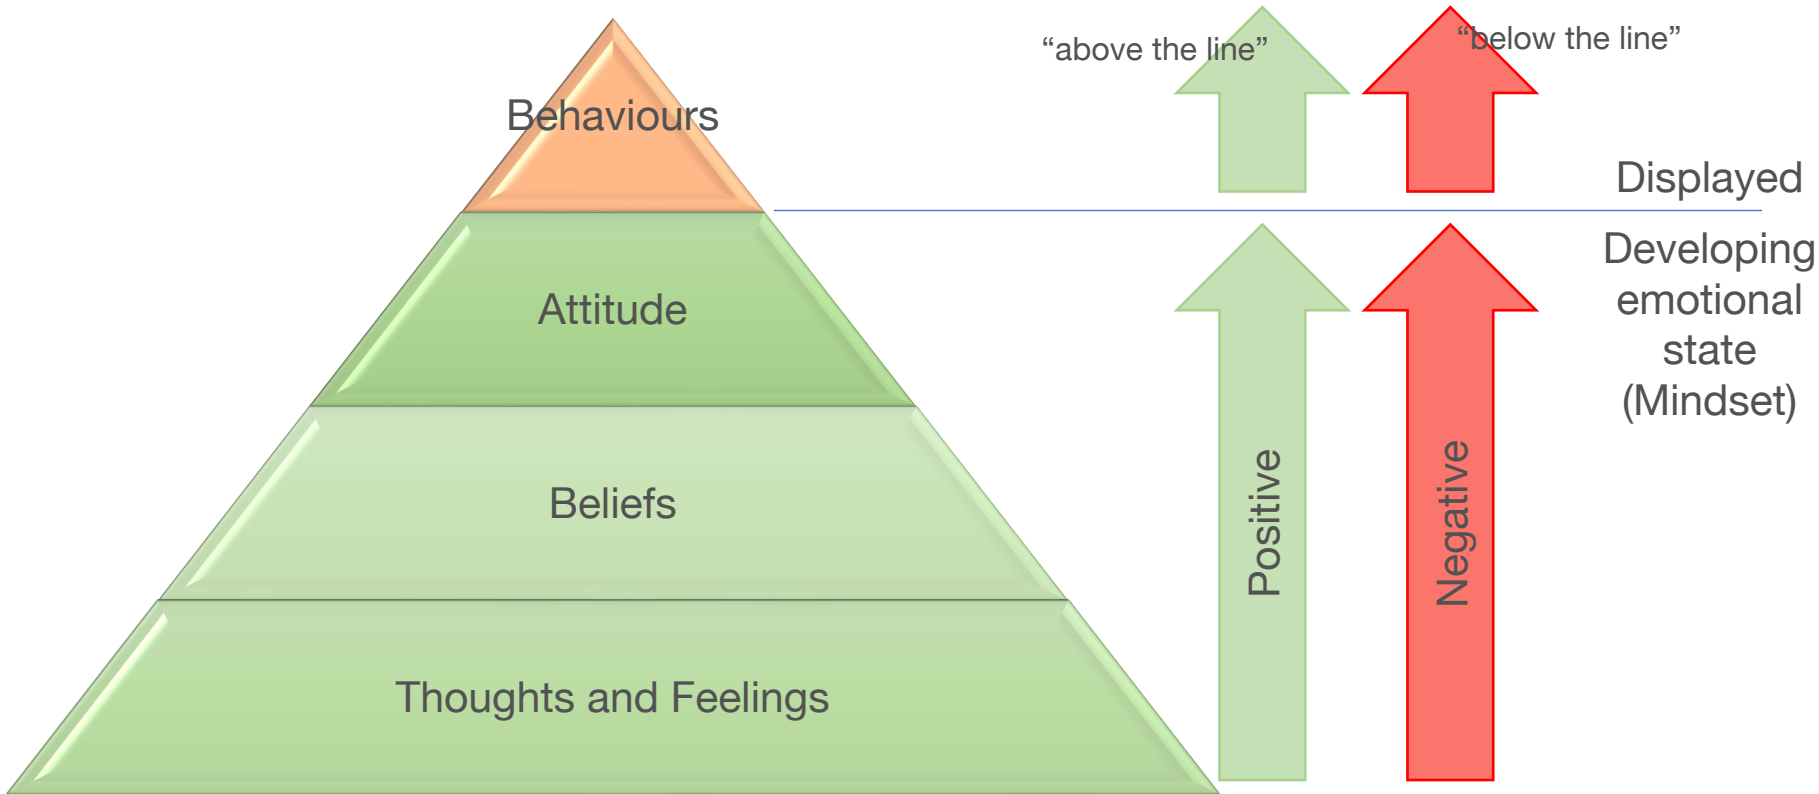 “above the line”
“below the line”
Behaviours
Displayed
Developing
emotional
state
(Mindset)
Attitude
Beliefs
Positive
Negative
Thoughts and Feelings